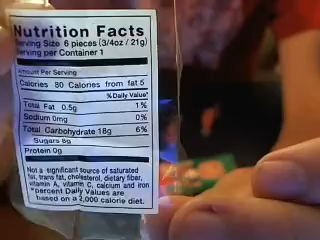 Nutrition Facts
Serving Size 6 pieces (3/4oz / 21g)
Serving per Container 1
Amount Per Serving
Calories 80 Calories from fat 5
% Daily Value*
Total Fat 0.5g 1%
Sodium 0mg 0%
Total Carbohydrate 18g 6%
Sugars 8g
Protein 0g
Not a significant source of saturated
fat, trans fat, cholesterol, dietary fiber,
vitamin A, vitamin C, calcium and iron
*percent Daily Values are
based on a 2,000 calorie diet.